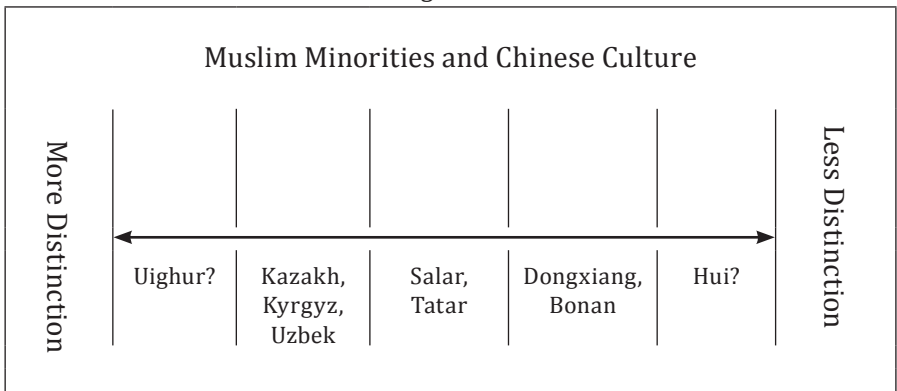 Muslim Minorities and Chinese Culture
More Distinction
Uighur?
Kazakh,
Kyrgyz,
Uzbek
Salar,
Tatar
Dongxiang,
Bonan
Hui?
Less Distinction